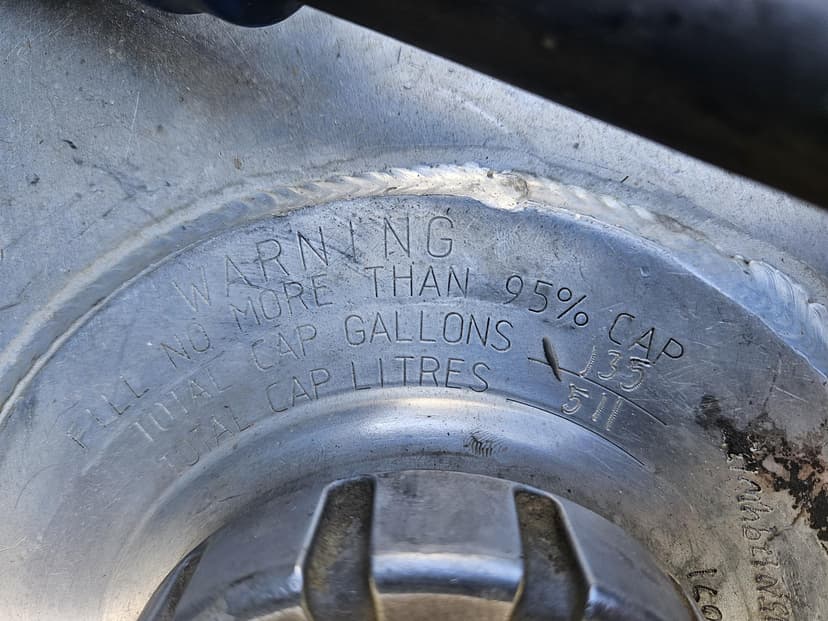 WARNING
FILL NO MORE THAN 95% CAP
TOTAL CAP GALLONS 135
TOTAL CAP LITRES 511